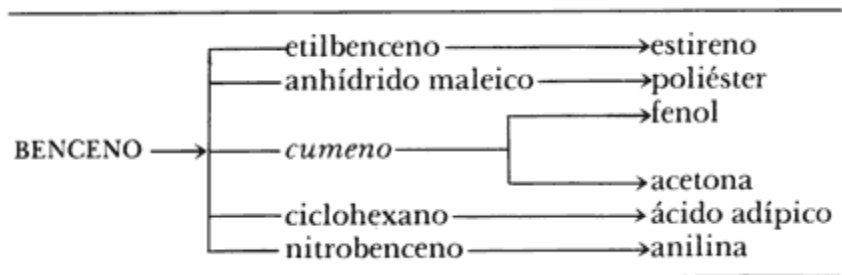 etilbenceno estireno
anhídrido maleico poliéster
fenol
BENCENO cumeno
acetona
ciclohexano ácido adípico
nitrobenceno anilina